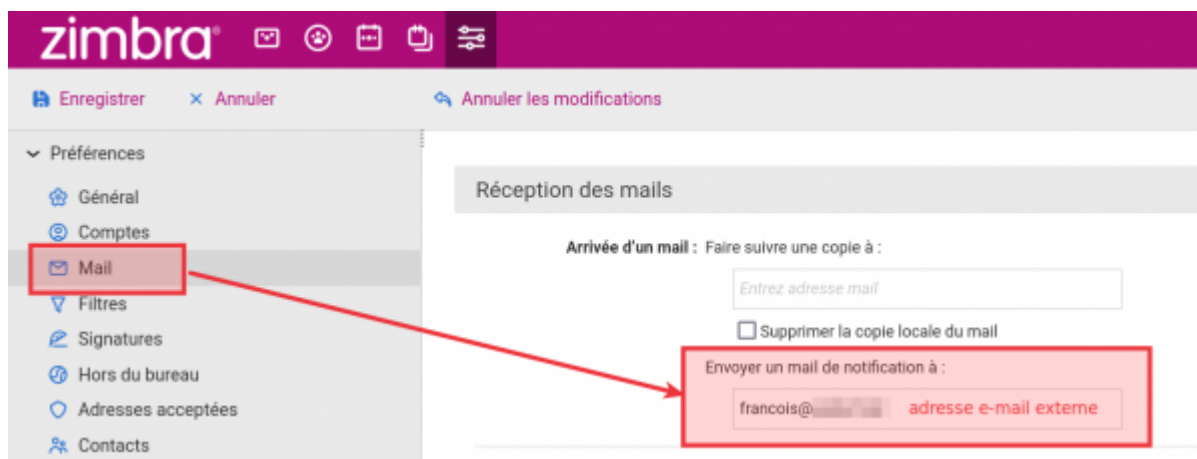 zimbra
Enregistrer Annuler Annuler les modifications
Préférences
Général
Comptes
Mail
Filtres
Signatures
Hors du bureau
Adresses acceptées
Contacts
Réception des mails
Arrivée d'un mail : Faire suivre une copie à :
Entrez adresse mail
Supprimer la copie locale du mail
Envoyer un mail de notification à :
francois@ adresse e-mail externe